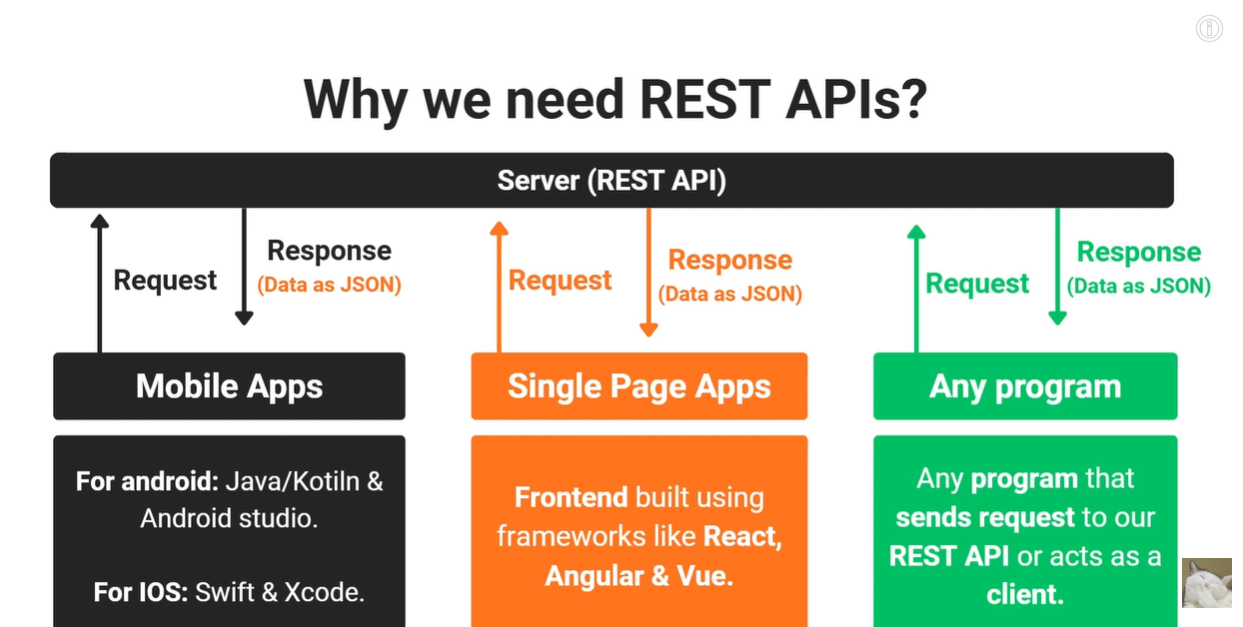 Why we need REST APIs?
Server (REST API)
Request
Response
(Data as JSON)
Request
Response
(Data as JSON)
Request
Response
(Data as JSON)
Mobile Apps
For android: Java/Kotiln &
Android studio.
For IOS: Swift & Xcode.
Single Page Apps
Frontend built using
frameworks like React,
Angular & Vue.
Any program
Any program that
sends request to our
REST API or acts as a
client.